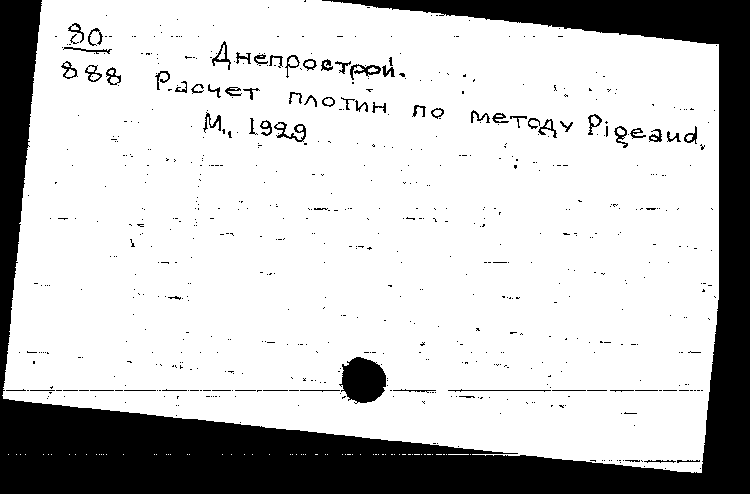 80
888
Днепрострой.
Расчет плотин по методу Pigeaud,
М., 1929